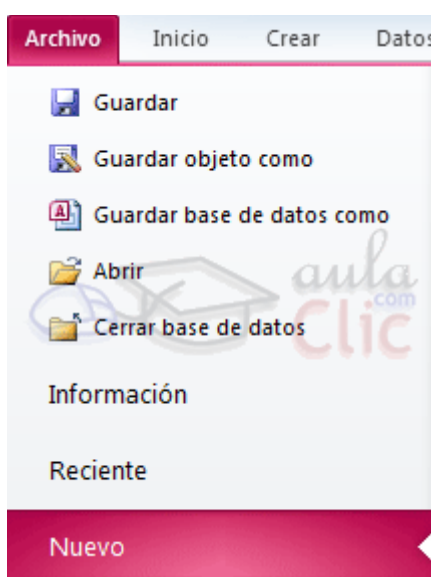 Archivo Inicio Crear Datos
Guardar
Guardar objeto como
Guardar base de datos como
Abrir
aula
.com
Clic
Cerrar base de datos
Información
Reciente
Nuevo